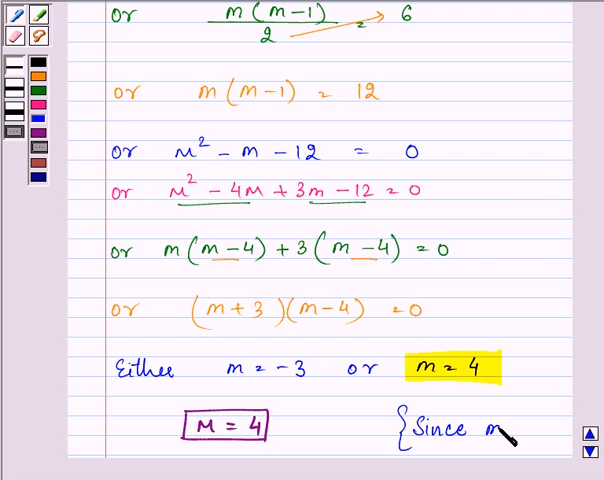 or m(m-1)/2 = 6
or m(m-1) = 12
or m² - m - 12 = 0
or m² - 4m + 3m - 12 = 0
or m(m-4) + 3(m-4) = 0
or (m+3)(m-4) = 0
Either m = -3 or m = 4
m = 4 {Since m